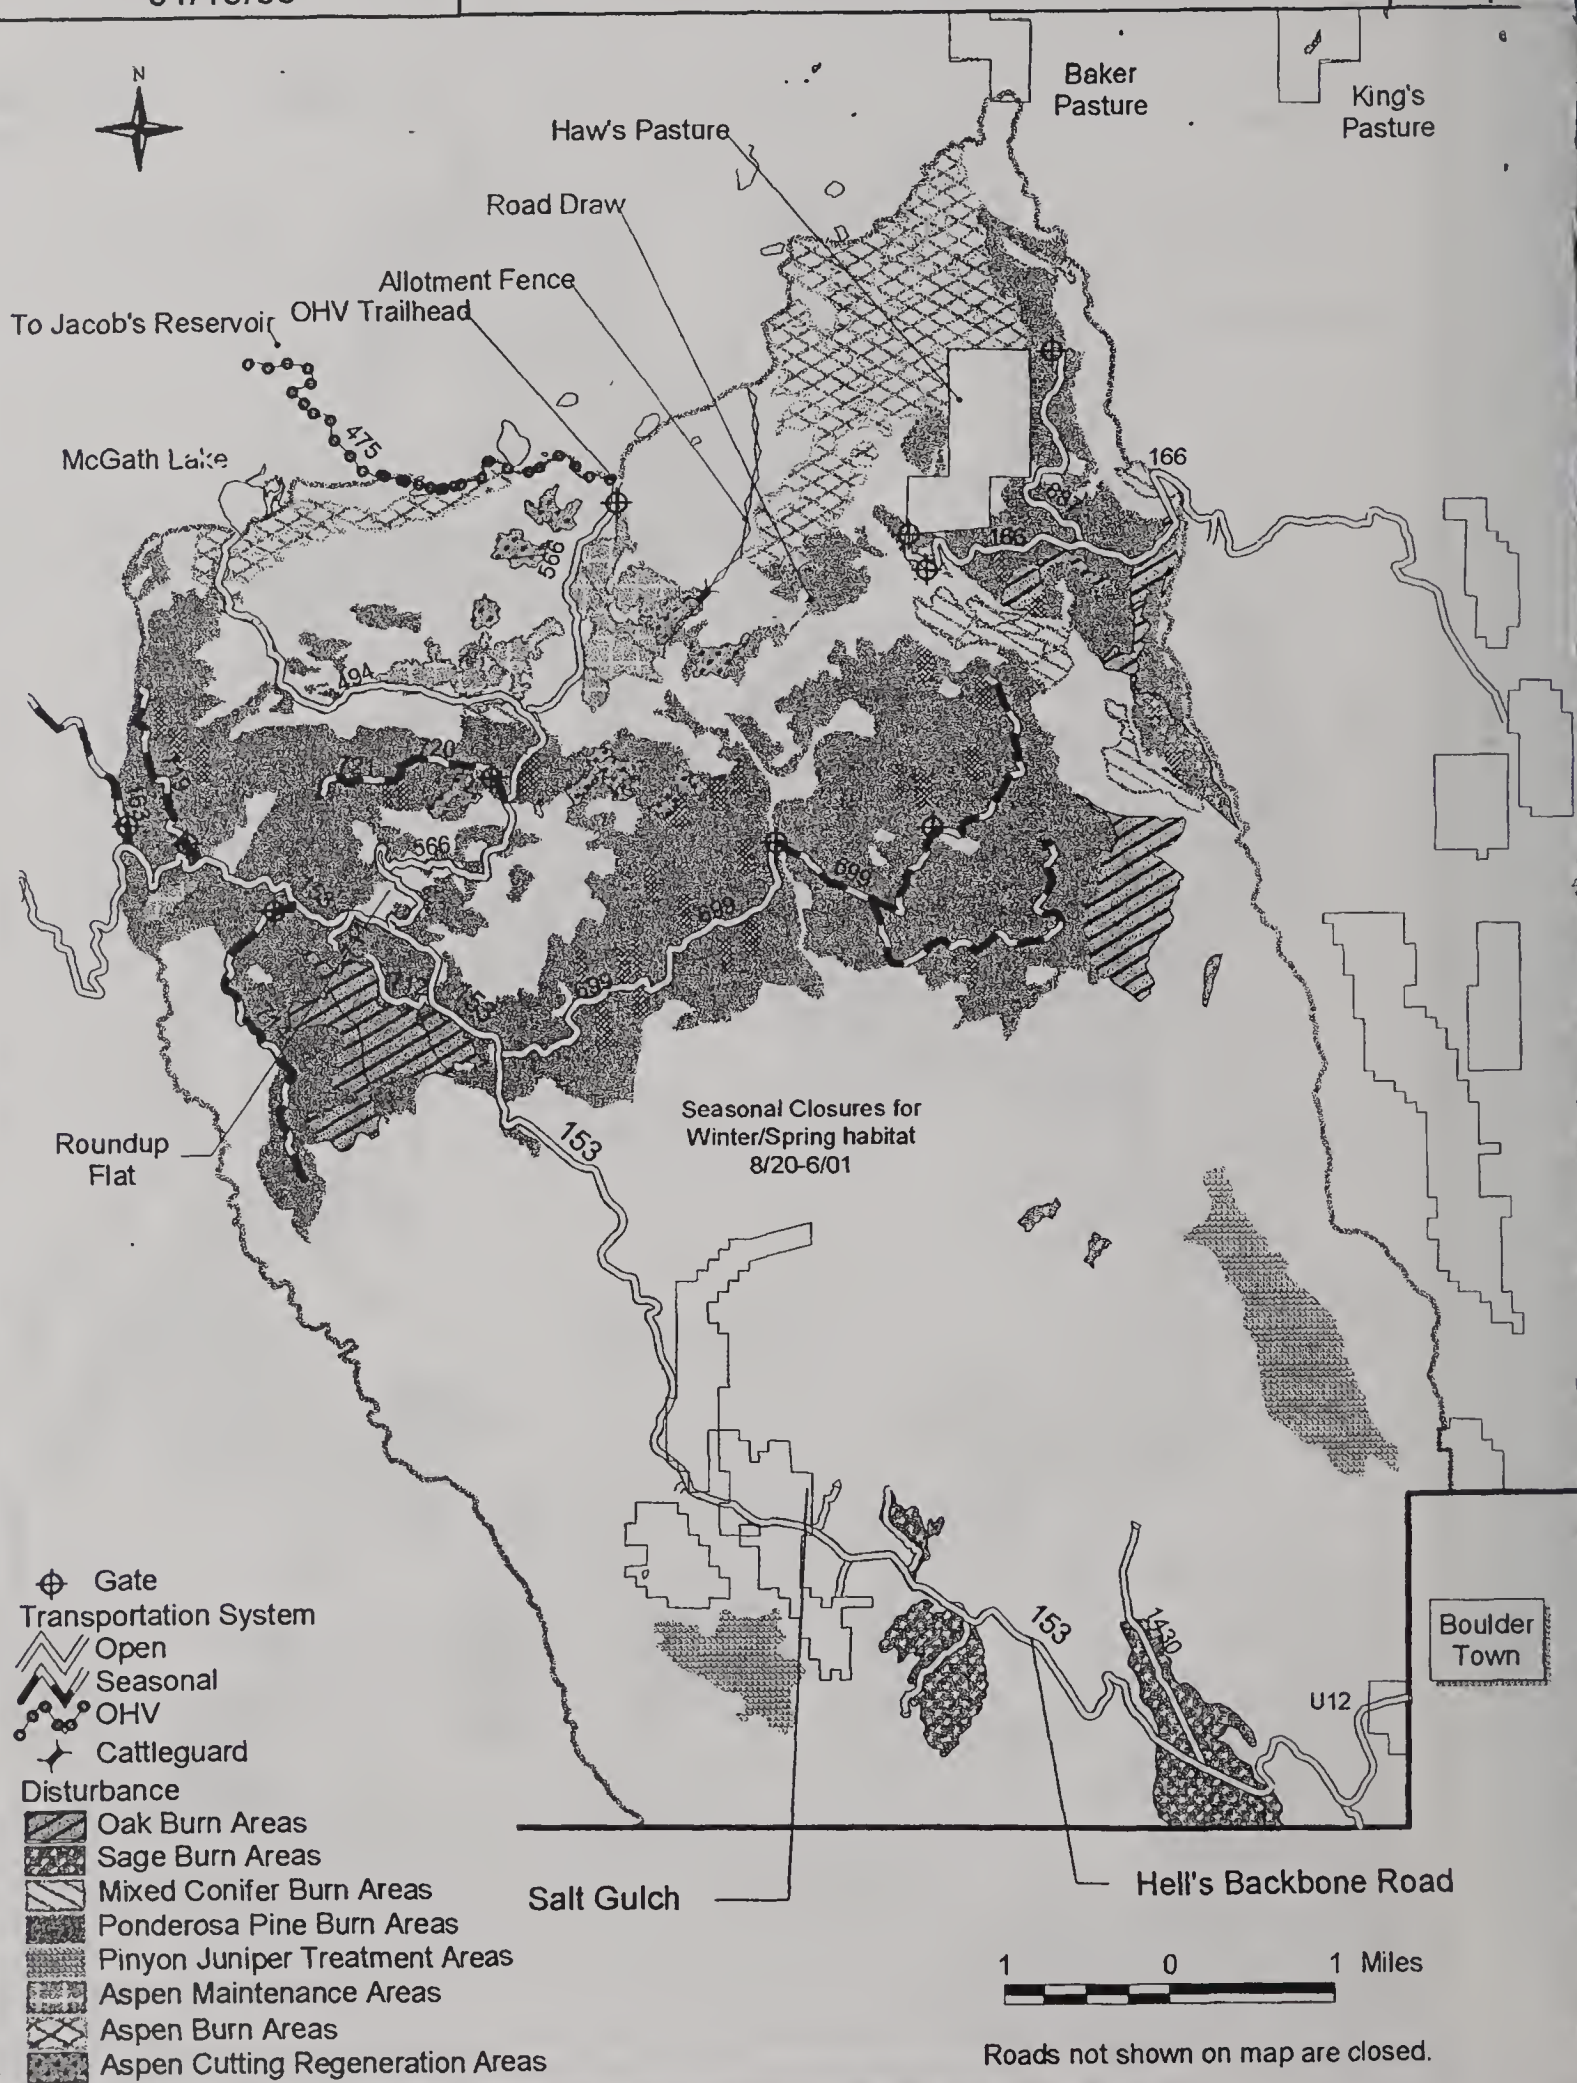 N
Baker
Pasture
King's
Pasture
Haw's Pasture
Road Draw
Allotment Fence
To Jacob's Reservoir
OHV Trailhead
475
McGath Lake
166
166
566
494
720
163
566
699
699
699
712
153
153
Roundup
Flat
Seasonal Closures for
Winter/Spring habitat
8/20-6/01
153
1430
Boulder
Town
U12
Gate
Transportation System
Open
Seasonal
OHV
Cattleguard
Disturbance
Oak Burn Areas
Sage Burn Areas
Mixed Conifer Burn Areas
Ponderosa Pine Burn Areas
Pinyon Juniper Treatment Areas
Aspen Maintenance Areas
Aspen Burn Areas
Aspen Cutting Regeneration Areas
Salt Gulch
Hell's Backbone Road
1 0 1 Miles
Roads not shown on map are closed.